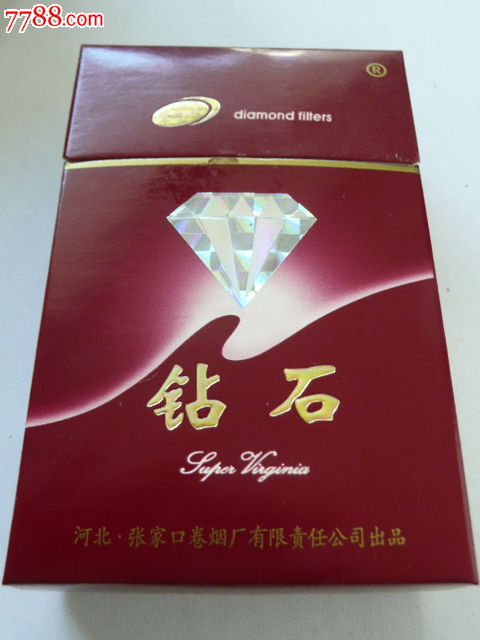 7788.com
diamond filters ®
钻石
Super Virginia
河北·张家口卷烟厂有限责任公司出品